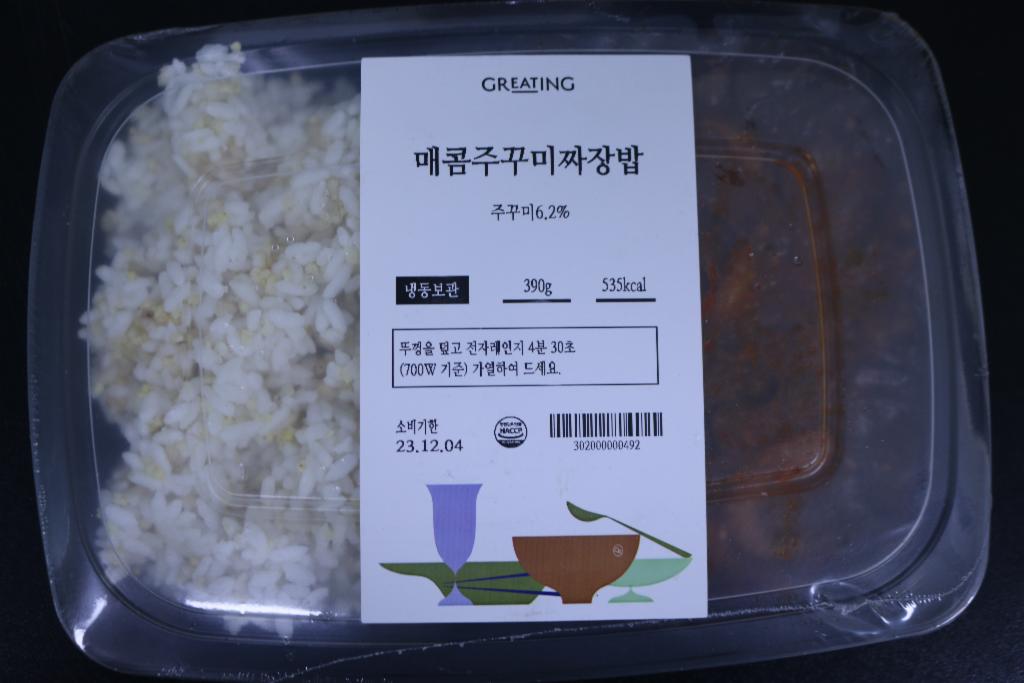 GREATING
매콤주꾸미짜장밥
주꾸미6.2%
냉동보관 390g 535kcal
뚜껑을 덮고 전자레인지 4분 30초
(700W 기준) 가열하여 드세요.
소비기한
23.12.04
HACCP
302000000492